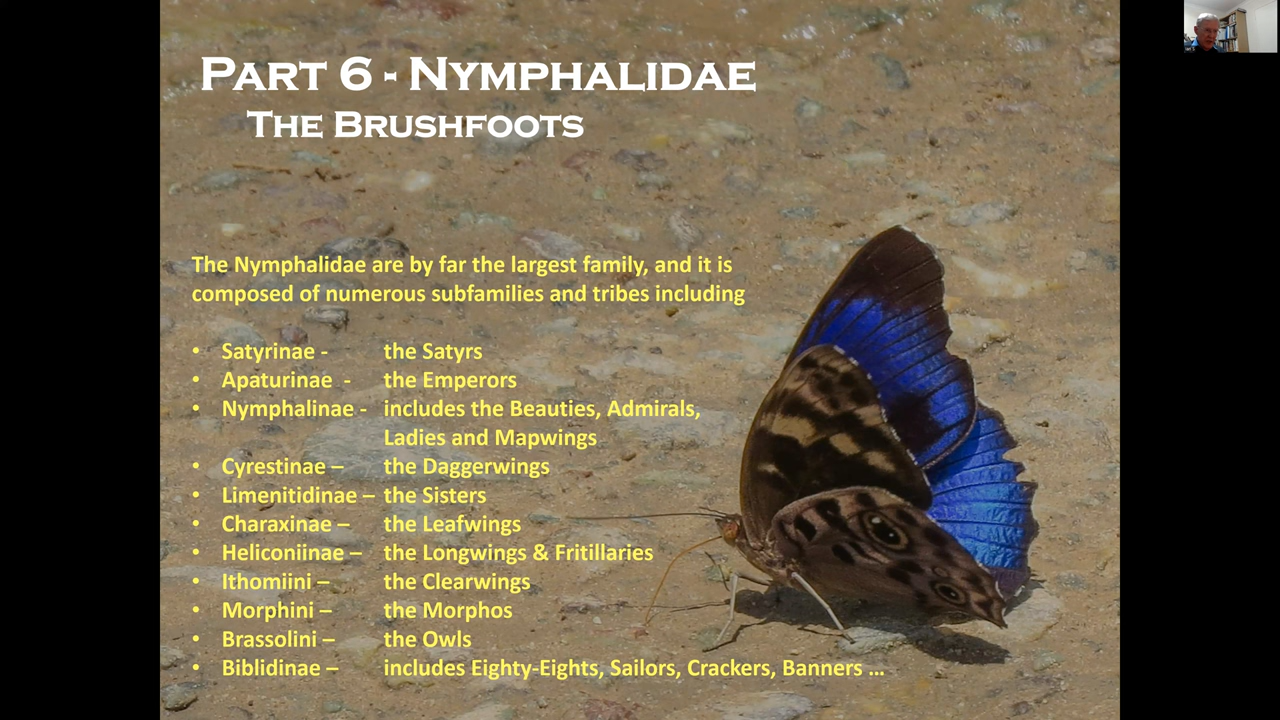 PART 6 - NYMPHALIDAE
THE BRUSHFOOTS
The Nymphalidae are by far the largest family, and it is
composed of numerous subfamilies and tribes including
• Satyrinae - the Satyrs
• Apaturinae - the Emperors
• Nymphalinae - includes the Beauties, Admirals,
Ladies and Mapwings
• Cyrestinae – the Daggerwings
• Limenitidinae – the Sisters
• Charaxinae – the Leafwings
• Heliconiinae – the Longwings & Fritillaries
• Ithomiini – the Clearwings
• Morphini – the Morphos
• Brassolini – the Owls
• Biblidinae – includes Eighty-Eights, Sailors, Crackers, Banners ...